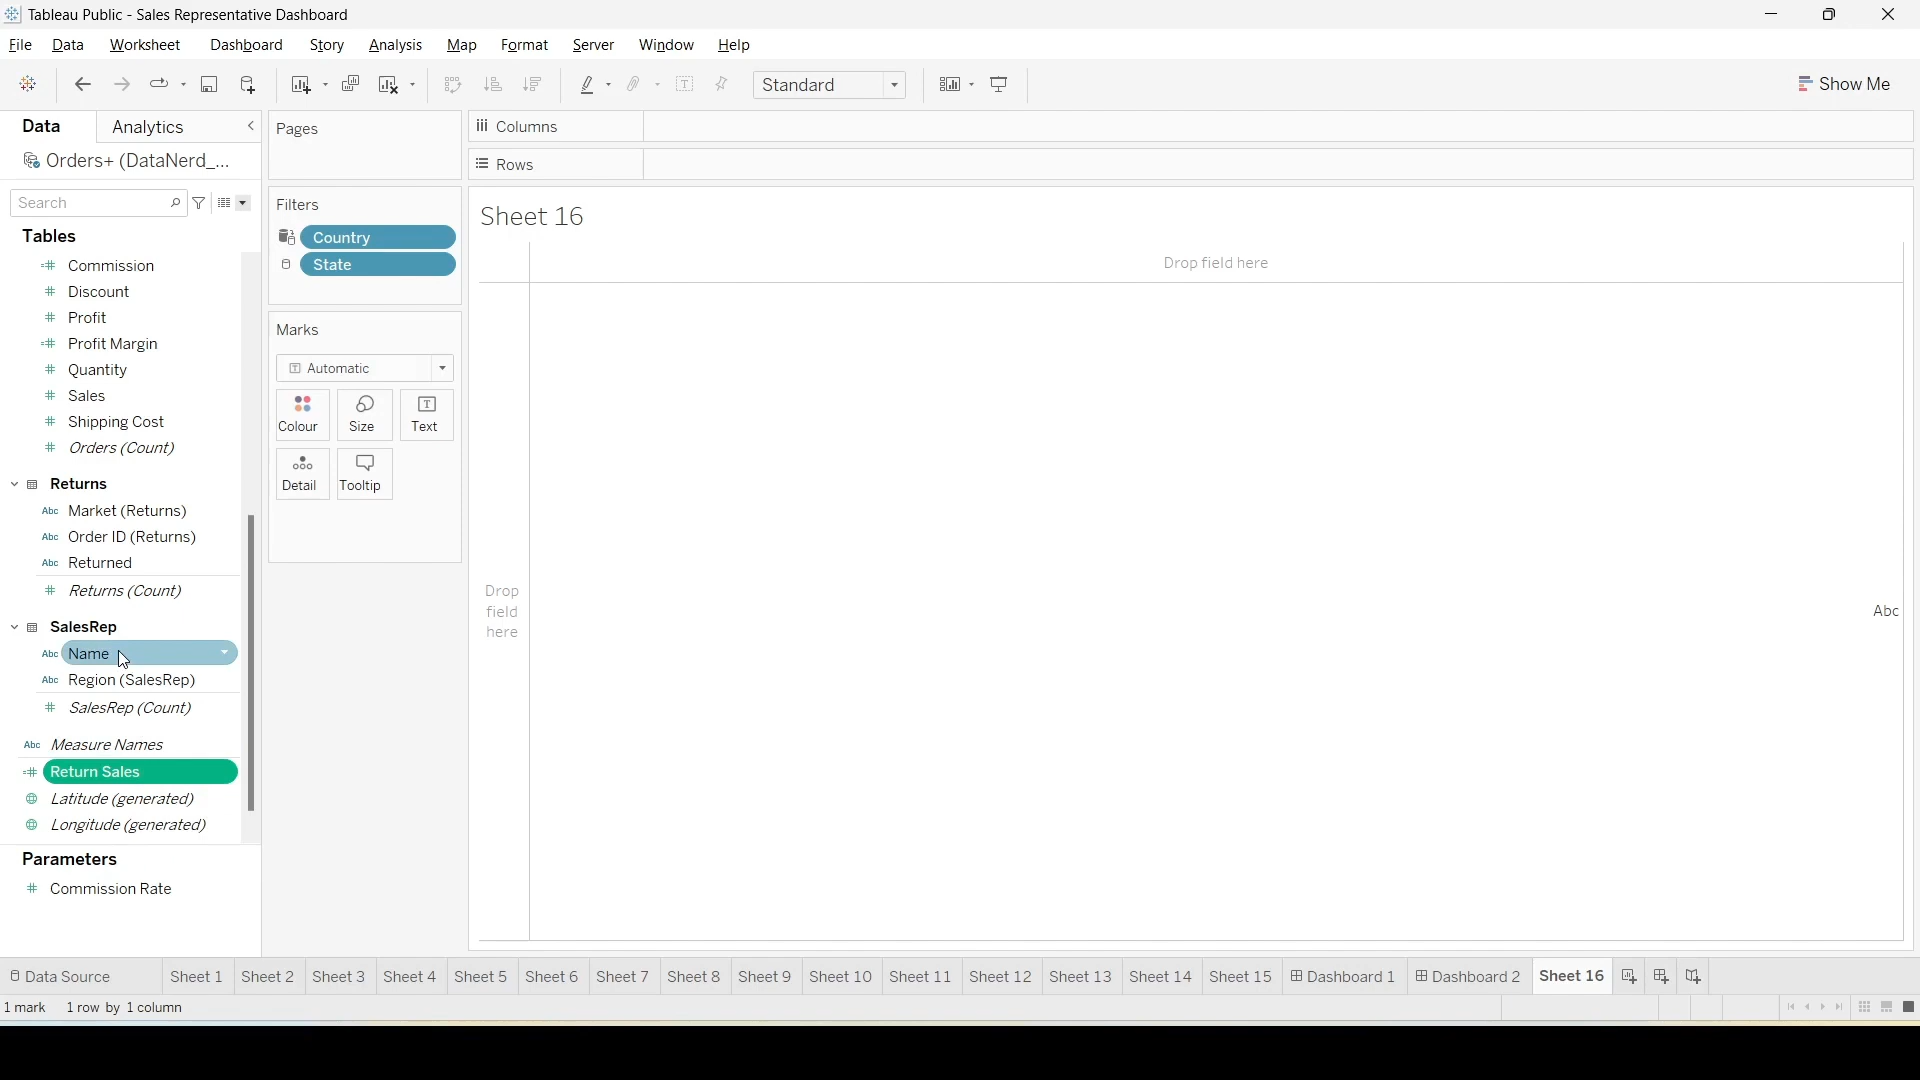 Tableau Public - Sales Representative Dashboard
File Data Worksheet Dashboard Story Analysis Map Format Server Window Help
Standard
Show Me
Data Analytics
Orders+ (DataNerd_...
Search
Tables
Commission
Discount
Profit
Profit Margin
Quantity
Sales
Shipping Cost
Orders (Count)
Returns
Abc Market (Returns)
Abc Order ID (Returns)
Abc Returned
Returns (Count)
SalesRep
Abc Name
Abc Region (SalesRep)
SalesRep (Count)
Abc Measure Names
Return Sales
Latitude (generated)
Longitude (generated)
Parameters
Commission Rate
Pages
Filters
Country
State
Marks
Automatic
Colour Size Text
Detail Tooltip
Columns
Rows
Sheet 16
Drop field here
Drop
field
here
Abc
Data Source Sheet 1 Sheet 2 Sheet 3 Sheet 4 Sheet 5 Sheet 6 Sheet 7 Sheet 8 Sheet 9 Sheet 10 Sheet 11 Sheet 12 Sheet 13 Sheet 14 Sheet 15 Dashboard 1 Dashboard 2 Sheet 16
1 mark 1 row by 1 column